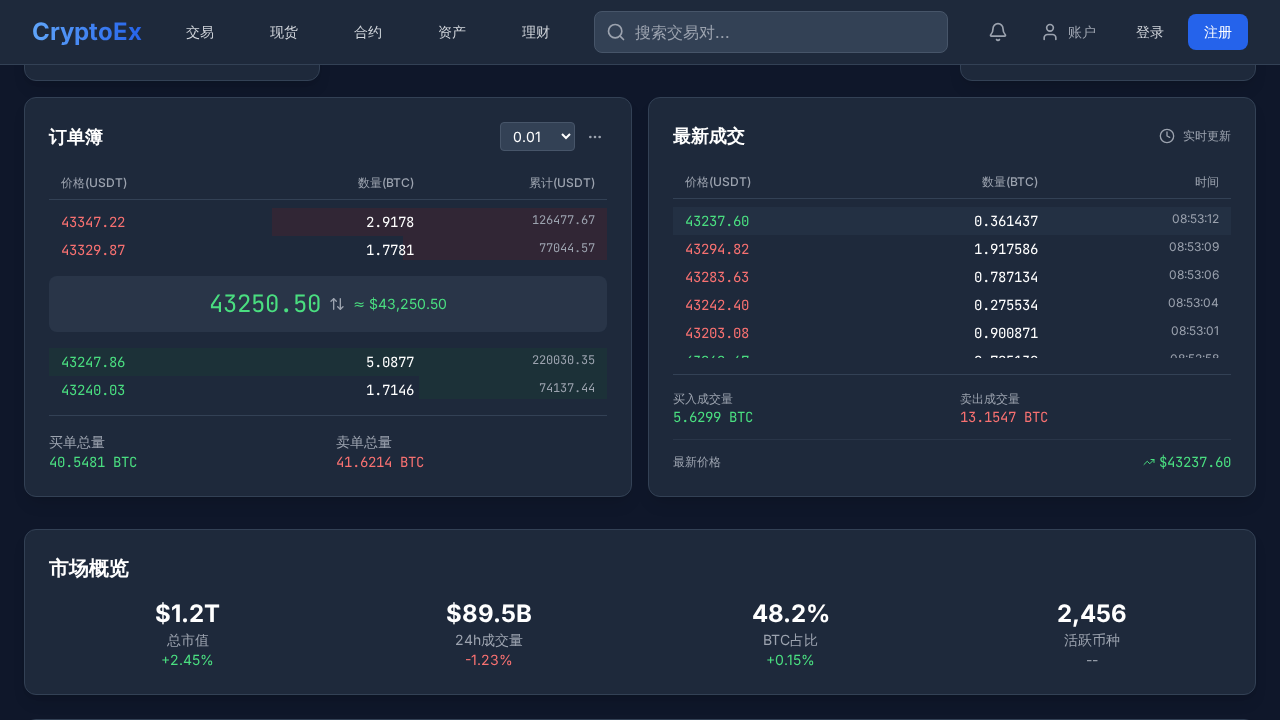 CryptoEx 交易 现货 合约 资产 理财 搜索交易对... 账户 登录 注册
订单簿 0.01
价格(USDT) 数量(BTC) 累计(USDT)
43347.22 2.9178 126477.67
43329.87 1.7781 77044.57
43250.50 ≈ $43,250.50
43247.86 5.0877 220030.35
43240.03 1.7146 74137.44
买单总量 卖单总量
40.5481 BTC 41.6214 BTC
最新成交 实时更新
价格(USDT) 数量(BTC) 时间
43237.60 0.361437 08:53:12
43294.82 1.917586 08:53:09
43283.63 0.787134 08:53:06
43242.40 0.275534 08:53:04
43203.08 0.900871 08:53:01
买入成交量 卖出成交量
5.6299 BTC 13.1547 BTC
最新价格 $43237.60
市场概览
$1.2T $89.5B 48.2% 2,456
总市值 24h成交量 BTC占比 活跃币种
+2.45% -1.23% +0.15% --